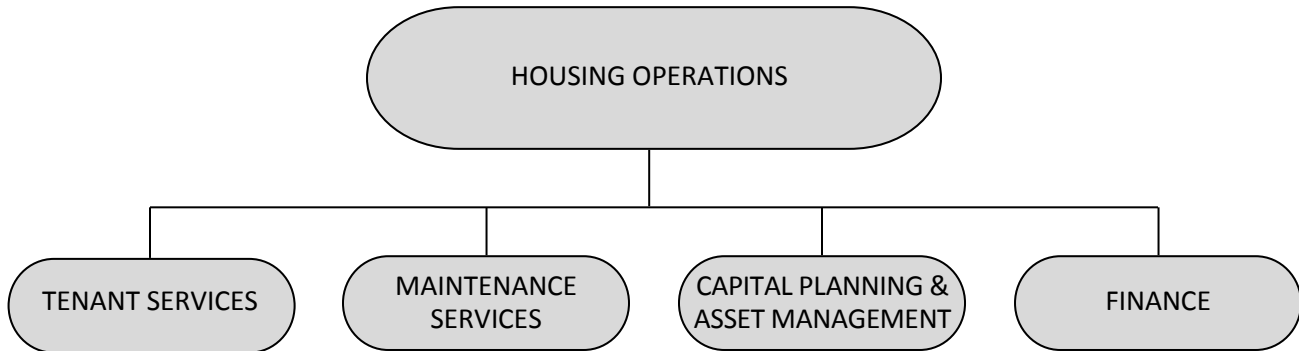 HOUSING OPERATIONS
TENANT SERVICES
MAINTENANCE
SERVICES
CAPITAL PLANNING &
ASSET MANAGEMENT
FINANCE